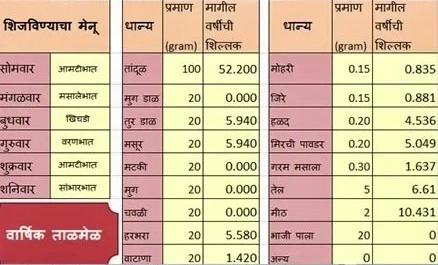 शिजविण्याचा मेनू
सोमवार आमटीभात
मंगळवार मसालेभात
बुधवार खिचडी
गुरुवार वरणभात
शुक्रवार आमटीभात
शनिवार सांभारभात
वार्षिक ताळमेळ
धान्य प्रमाण (gram) मागील वर्षीची शिल्लक
तांदूळ 100 52.200
मुग डाळ 20 0.000
तुर डाळ 20 5.940
मसूर 20 5.940
मटकी 20 0.000
मुग 20 0.000
चवळी 20 0.000
हरभरा 20 5.580
वाटाणा 20 1.420
धान्य प्रमाण (gram) मागील वर्षीची शिल्लक
मोहरी 0.15 0.835
जिरे 0.15 0.881
हळद 0.20 4.536
मिरची पावडर 0.20 5.049
गरम मसाला 0.30 1.637
तेल 5 6.61
मीठ 2 10.431
भाजी पाला 20 0
अन्य 0 0